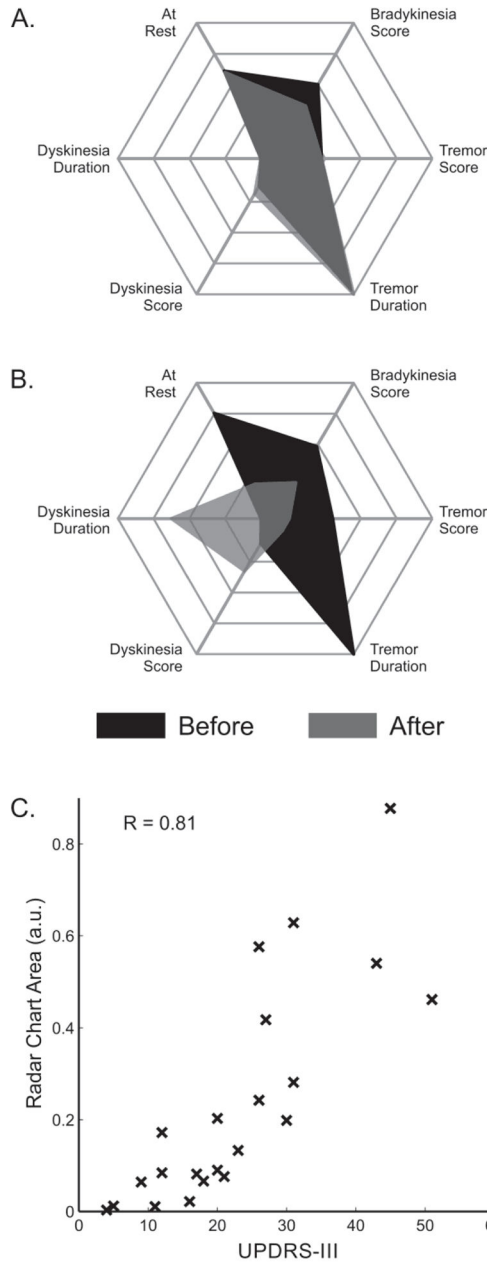 A.
At
Rest
Bradykinesia
Score
Dyskinesia
Duration
Tremor
Score
Dyskinesia
Score
Tremor
Duration
B.
At
Rest
Bradykinesia
Score
Dyskinesia
Duration
Tremor
Score
Dyskinesia
Score
Tremor
Duration
Before
After
C.
R = 0.81
Radar Chart Area (a.u.)
0.8
0.6
0.4
0.2
0
0 10 20 30 40 50
UPDRS-III